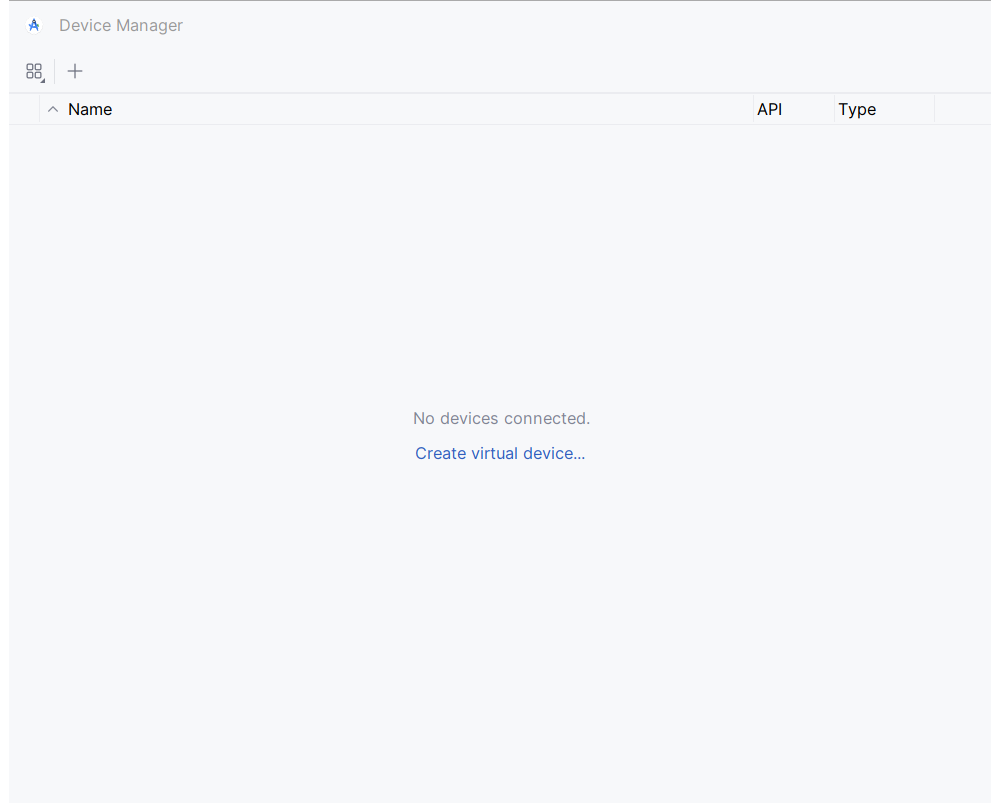 Device Manager
Name API Type
No devices connected.
Create virtual device...